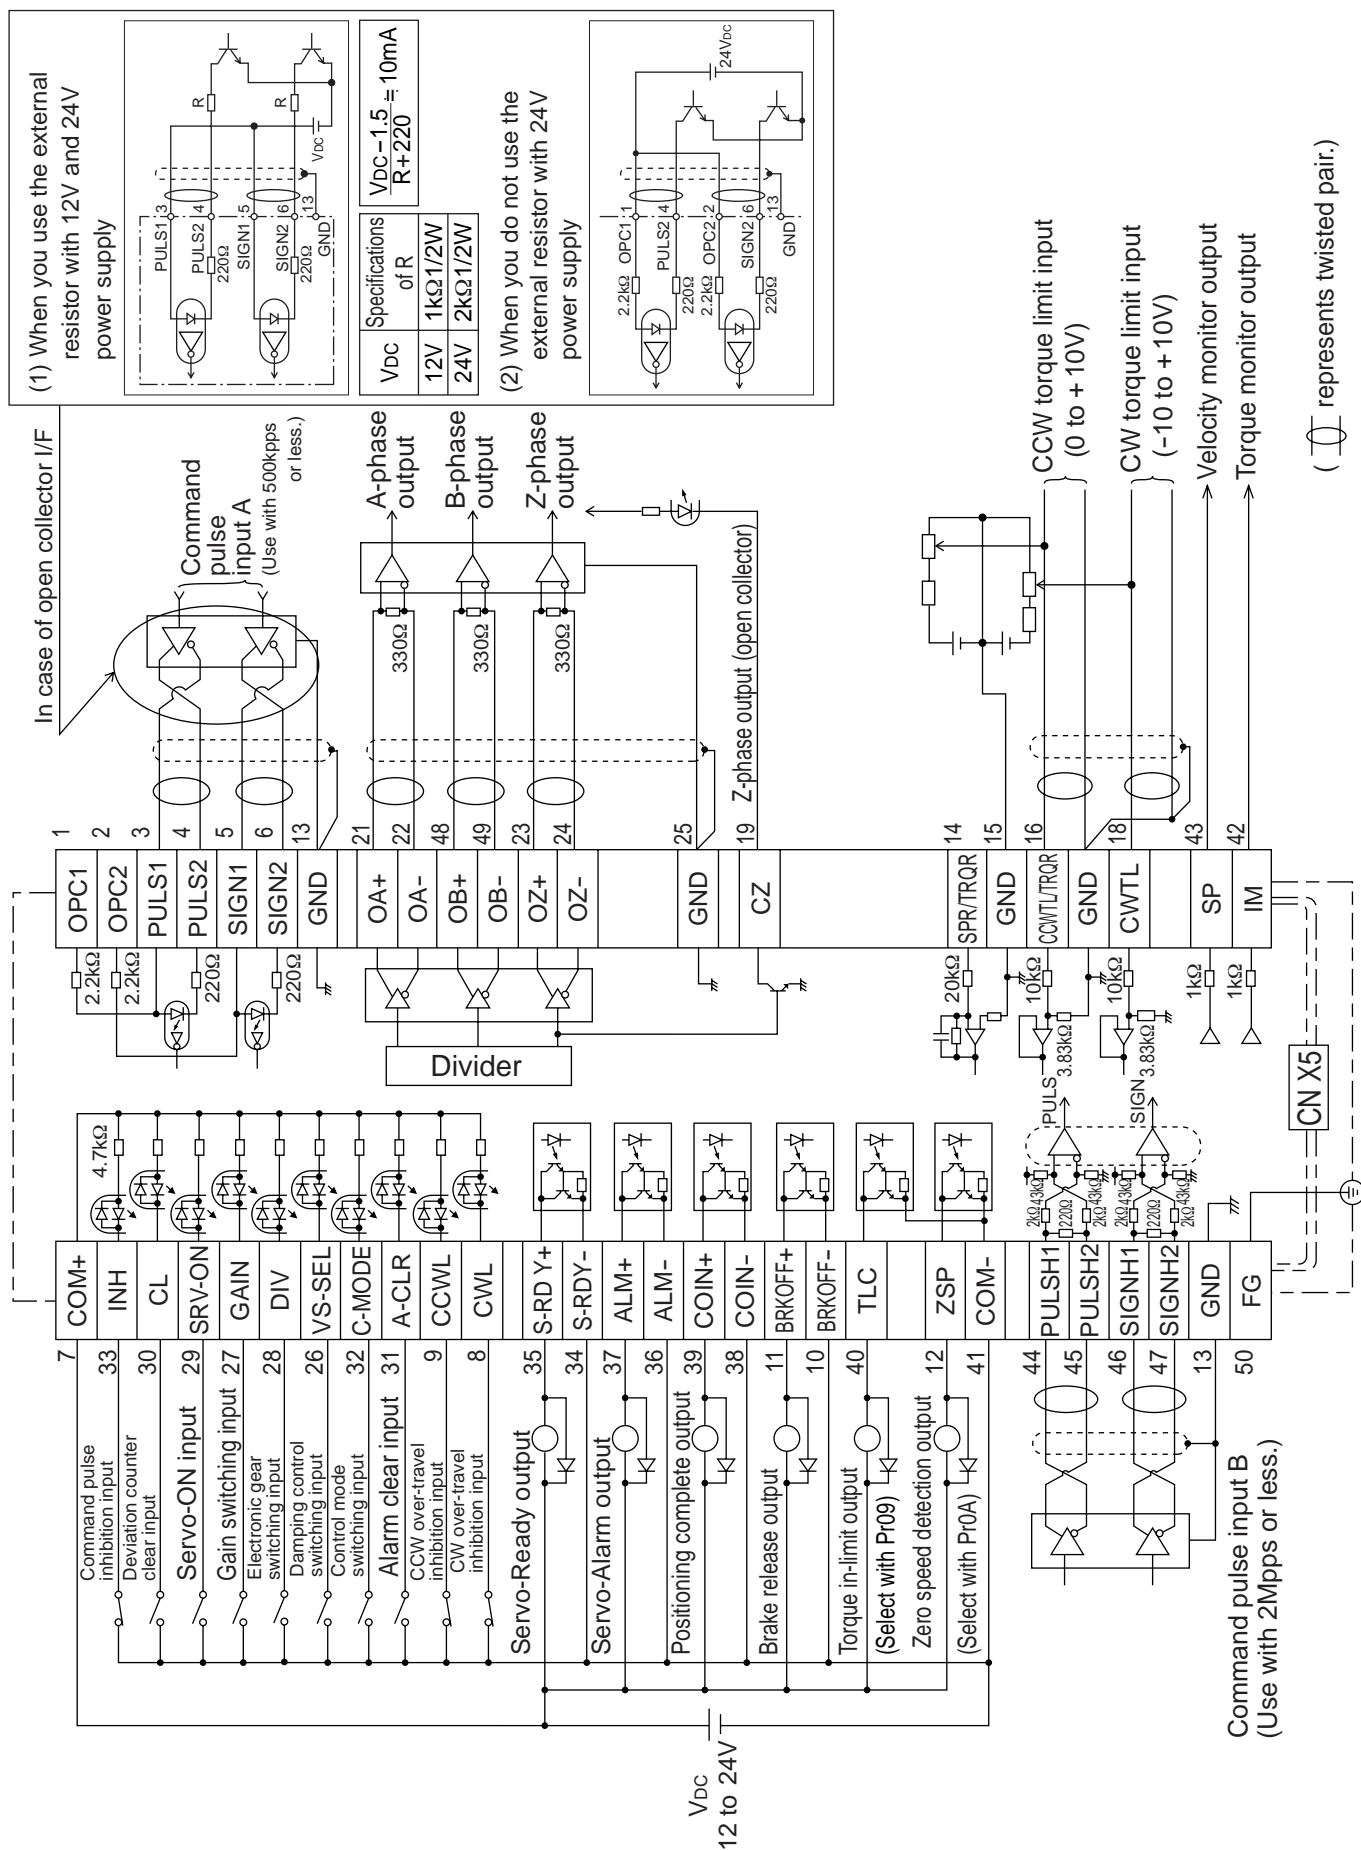 In case of open collector I/F
(1) When you use the external
resistor with 12V and 24V
power supply
PULS1
3
PULS2
4
220Ω
SIGN1
5
SIGN2
6
220Ω
GND
13
R
R
VDC
VDC
Specifications
of R
12V
1kΩ1/2W
24V
2kΩ1/2W
VDC − 1.5
R + 220
≒ 10mA
(2) When you do not use the
external resistor with 24V
power supply
2.2kΩ
OPC1
1
PULS2
4
220Ω
2.2kΩ
OPC2
2
SIGN2
6
220Ω
GND
13
24VDC
Command
pulse
input A
(Use with 500kpps
or less.)
OPC1
1
2.2kΩ
OPC2
2
2.2kΩ
PULS1
3
PULS2
4
220Ω
SIGN1
5
SIGN2
6
220Ω
GND
13
A-phase
output
B-phase
output
Z-phase
output
330Ω
330Ω
330Ω
OA+
21
OA−
22
OB+
48
OB−
49
OZ+
23
OZ−
24
Divider
GND
25
CZ
19
Z-phase output (open collector)
SPR/TRQR
14
20kΩ
GND
15
CCWTL/TRQR
16
10kΩ
3.83kΩ
GND
CWTL
18
10kΩ
3.83kΩ
SP
43
1kΩ
IM
42
1kΩ
CCW torque limit input
(0 to + 10V)
CW torque limit input
(−10 to + 10V)
Velocity monitor output
Torque monitor output
(
represents twisted pair.)
4.7kΩ
7
COM+
Command pulse
inhibition input
33
INH
Deviation counter
clear input
30
CL
Servo-ON input
29
SRV-ON
Gain switching input
27
GAIN
Electronic gear
switching input
28
DIV
Damping control
switching input
26
VS-SEL
Control mode
switching input
32
C-MODE
Alarm clear input
31
A-CLR
CCW over-travel
inhibition input
9
CCWL
CW over-travel
inhibition input
8
CWL
Servo-Ready output
35
S-RDY+
34
S-RDY−
Servo-Alarm output
37
ALM+
36
ALM−
Positioning complete output
39
COIN+
38
COIN−
Brake release output
11
BRKOFF+
10
BRKOFF−
Torque in-limit output
(Select with Pr09)
40
TLC
Zero speed detection output
(Select with Pr0A)
12
ZSP
41
COM−
VDC
12 to 24V
44
PULSH1
2kΩ
43kΩ
220Ω
PULS
45
PULSH2
2kΩ
43kΩ
46
SIGNH1
2kΩ
43kΩ
220Ω
SIGN
47
SIGNH2
2kΩ
43kΩ
13
GND
50
FG
CN X5
Command pulse input B
(Use with 2Mpps or less.)